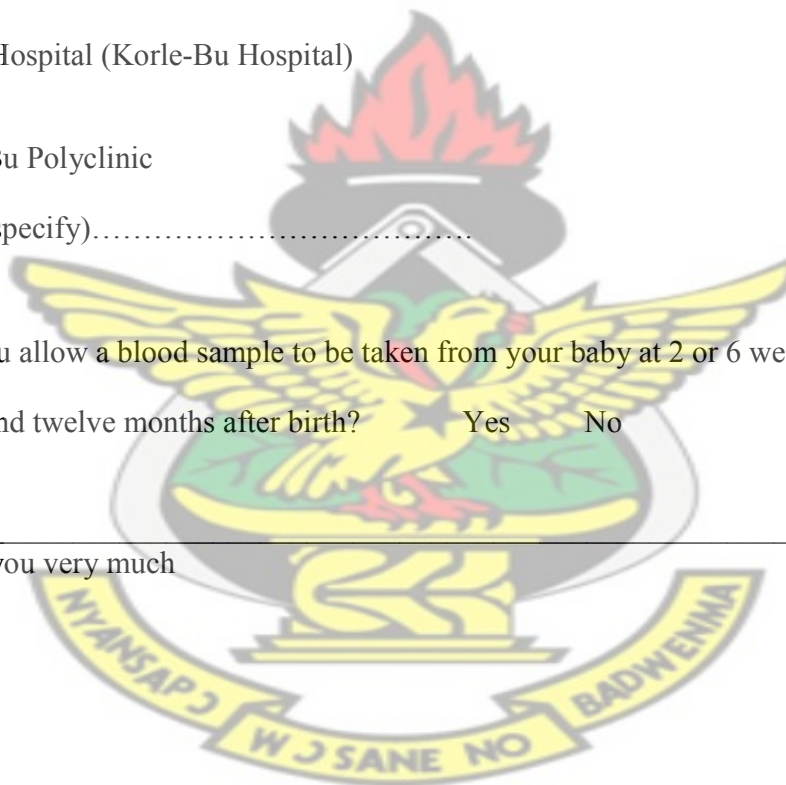 Hospital (Korle-Bu Hospital)
Bu Polyclinic
specify)……………………………….
u allow a blood sample to be taken from your baby at 2 or 6 we
nd twelve months after birth? Yes No
you very much
NYANSAPƆ WƆSANE NO BADWENMA